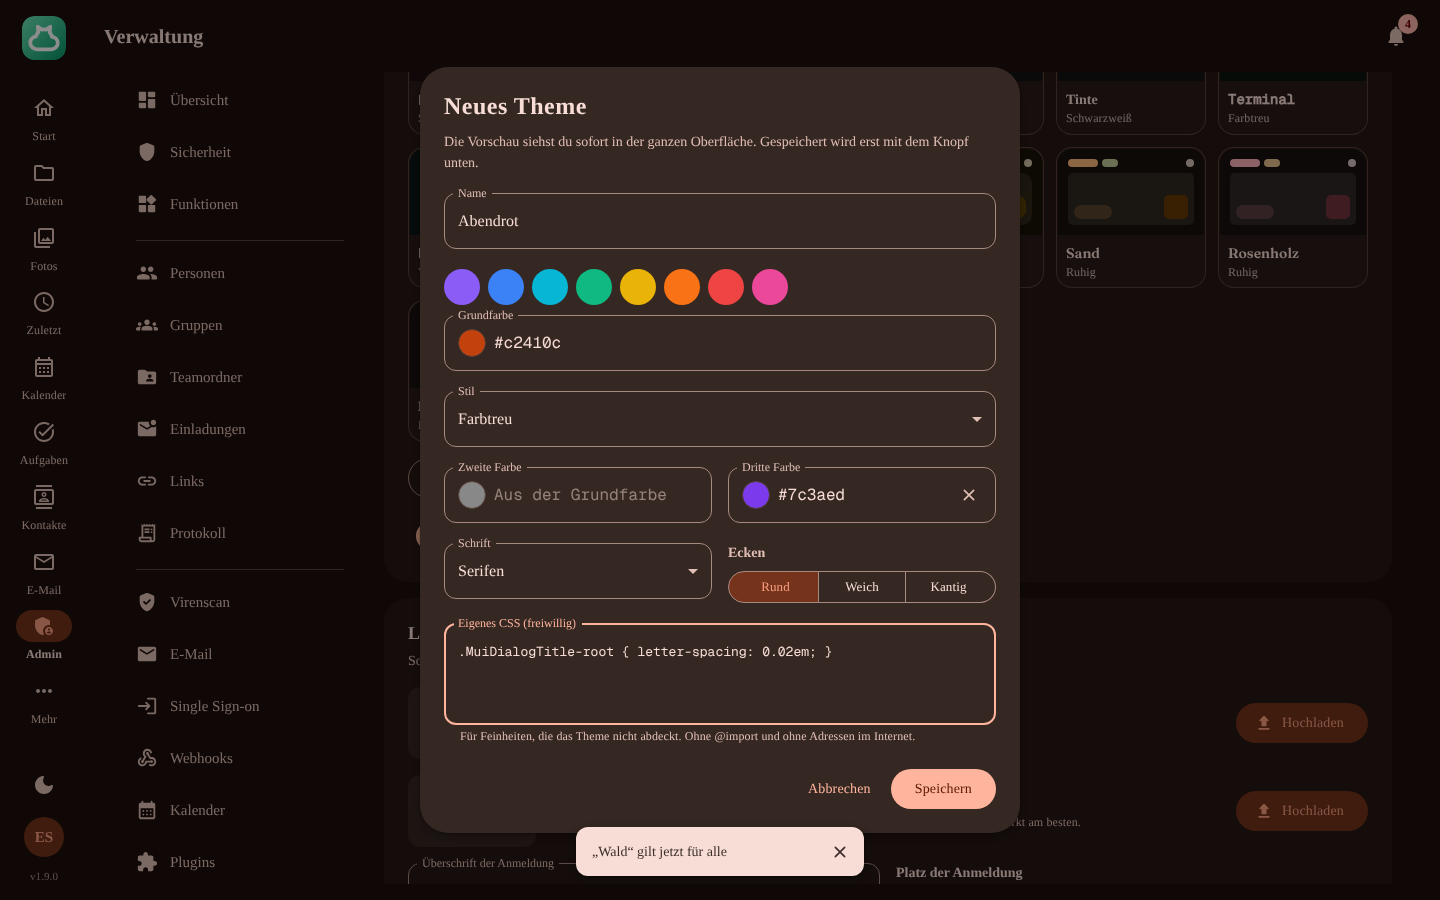 Verwaltung
4
Start
Dateien
Fotos
Zuletzt
Kalender
Aufgaben
Kontakte
E-Mail
Admin
Mehr
ES
v1.9.0
Übersicht
Sicherheit
Funktionen
Personen
Gruppen
Teamordner
Einladungen
Links
Protokoll
Virenscan
E-Mail
Single Sign-on
Webhooks
Kalender
Plugins
Tinte
Schwarzweiß
Terminal
Farbtreu
Sand
Ruhig
Rosenholz
Ruhig
Neues Theme
Die Vorschau siehst du sofort in der ganzen Oberfläche. Gespeichert wird erst mit dem Knopf
unten.
Name
Abendrot
Grundfarbe
#c2410c
Stil
Farbtreu
Zweite Farbe
Aus der Grundfarbe
Dritte Farbe
#7c3aed
Schrift
Serifen
Ecken
Rund
Weich
Kantig
Eigenes CSS (freiwillig)
.MuiDialogTitle-root { letter-spacing: 0.02em; }
Für Feinheiten, die das Theme nicht abdeckt. Ohne @import und ohne Adressen im Internet.
Abbrechen
Speichern
Hochladen
Hochladen
am besten.
„Wald“ gilt jetzt für alle
Überschrift der Anmeldung
Platz der Anmeldung